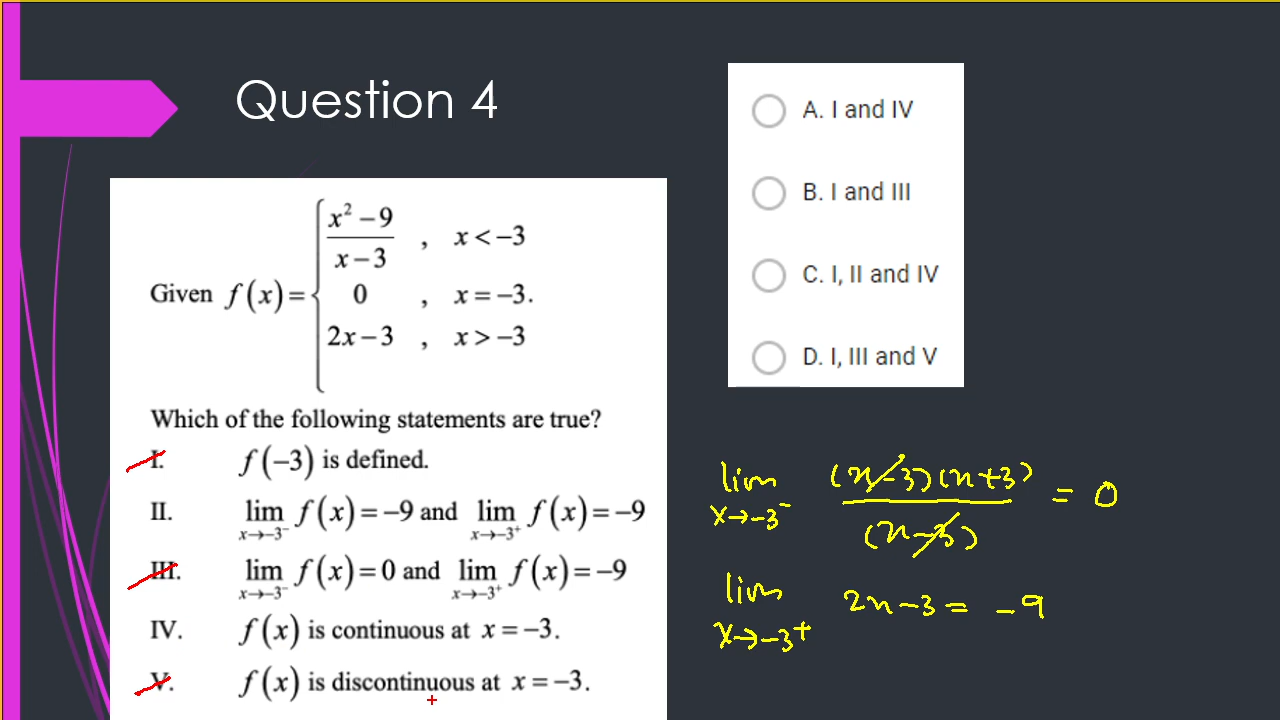 Question 4
A. I and IV
B. I and III
C. I, II and IV
D. I, III and V
Given f(x) = { (x² − 9)/(x − 3) , x < −3
0 , x = −3.
2x − 3 , x > −3
Which of the following statements are true?
I. f(−3) is defined.
II. lim x→−3⁻ f(x) = −9 and lim x→−3⁺ f(x) = −9
III. lim x→−3⁻ f(x) = 0 and lim x→−3⁺ f(x) = −9
IV. f(x) is continuous at x = −3.
V. f(x) is discontinuous at x = −3.
lim x→−3⁻ (x−3)(x+3)/(x−3) = 0
lim x→−3⁺ 2x−3 = −9